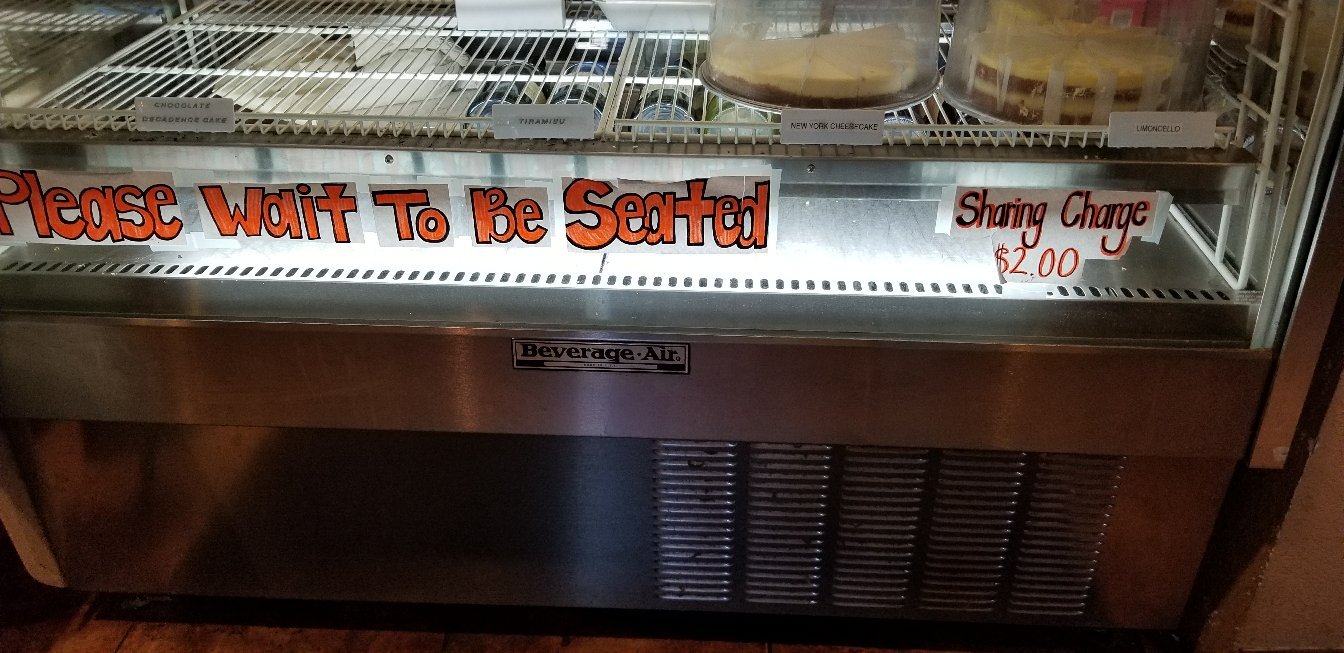 CHOCOLATE
DECADENCE CAKE
TIRAMISU
NEW YORK CHEESECAKE
LIMONCELLO
Please Wait To Be Seated
Sharing Charge
$2.00
Beverage·Air